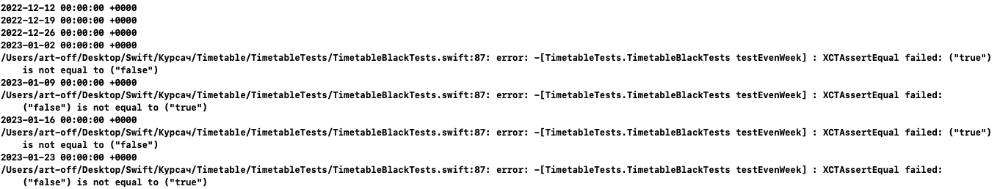 2022-12-12 00:00:00 +0000
2022-12-19 00:00:00 +0000
2022-12-26 00:00:00 +0000
2023-01-02 00:00:00 +0000
/Users/art-off/Desktop/Swift/Курсач/Timetable/TimetableTests/TimetableBlackTests.swift:87: error: -[TimetableTests.TimetableBlackTests testEvenWeek] : XCTAssertEqual failed: ("true")
is not equal to ("false")
2023-01-09 00:00:00 +0000
/Users/art-off/Desktop/Swift/Курсач/Timetable/TimetableTests/TimetableBlackTests.swift:87: error: -[TimetableTests.TimetableBlackTests testEvenWeek] : XCTAssertEqual failed:
("false") is not equal to ("true")
2023-01-16 00:00:00 +0000
/Users/art-off/Desktop/Swift/Курсач/Timetable/TimetableTests/TimetableBlackTests.swift:87: error: -[TimetableTests.TimetableBlackTests testEvenWeek] : XCTAssertEqual failed: ("true")
is not equal to ("false")
2023-01-23 00:00:00 +0000
/Users/art-off/Desktop/Swift/Курсач/Timetable/TimetableTests/TimetableBlackTests.swift:87: error: -[TimetableTests.TimetableBlackTests testEvenWeek] : XCTAssertEqual failed:
("false") is not equal to ("true")